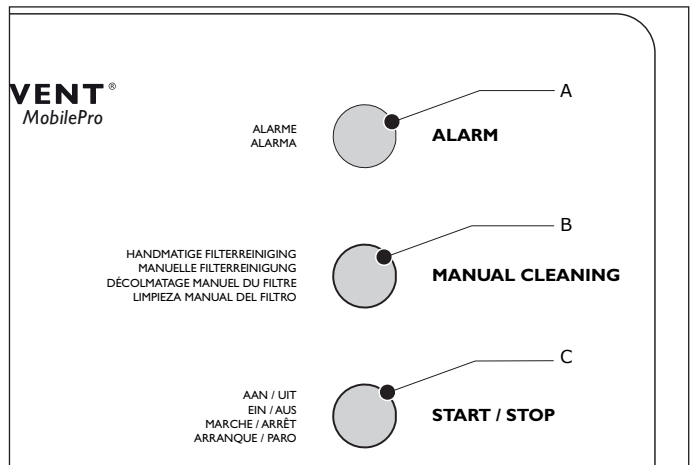 VENT®
MobilePro
A
ALARME
ALARMA
ALARM
B
HANDMATIGE FILTERREINIGING
MANUELLE FILTERREINIGUNG
DÉCOLMATAGE MANUEL DU FILTRE
LIMPIEZA MANUAL DEL FILTRO
MANUAL CLEANING
C
AAN / UIT
EIN / AUS
MARCHE / ARRÊT
ARRANQUE / PARO
START / STOP